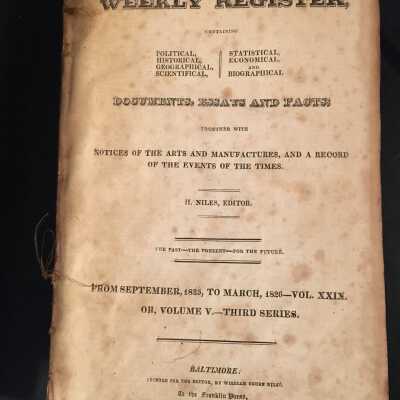 WEEKLY REGISTER,
CONTAINING
POLITICAL,
HISTORICAL,
GEOGRAPHICAL,
SCIENTIFICAL,
STATISTICAL,
ECONOMICAL,
AND
BIOGRAPHICAL
DOCUMENTS, ESSAYS AND FACTS;
TOGETHER WITH
NOTICES OF THE ARTS AND MANUFACTURES, AND A RECORD
OF THE EVENTS OF THE TIMES.
H. NILES, EDITOR.
THE PAST—THE PRESENT—FOR THE FUTURE.
FROM SEPTEMBER, 1825, TO MARCH, 1826—VOL. XXIX.
OR, VOLUME V.—THIRD SERIES.
BALTIMORE:
PRINTED FOR THE EDITOR, BY WILLIAM OGDEN NILES,
At the Franklin Press,